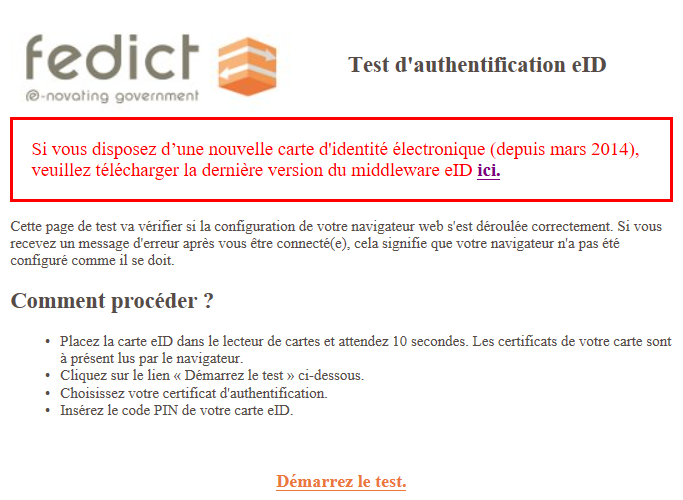 fedict
e-novating government
Test d'authentification eID
Si vous disposez d’une nouvelle carte d'identité électronique (depuis mars 2014),
veuillez télécharger la dernière version du middleware eID ici.
Cette page de test va vérifier si la configuration de votre navigateur web s'est déroulée correctement. Si vous
recevez un message d'erreur après vous être connecté(e), cela signifie que votre navigateur n'a pas été
configuré comme il se doit.
Comment procéder ?
• Placez la carte eID dans le lecteur de cartes et attendez 10 secondes. Les certificats de votre carte sont
à présent lus par le navigateur.
• Cliquez sur le lien « Démarrez le test » ci-dessous.
• Choisissez votre certificat d'authentification.
• Insérez le code PIN de votre carte eID.
Démarrez le test.